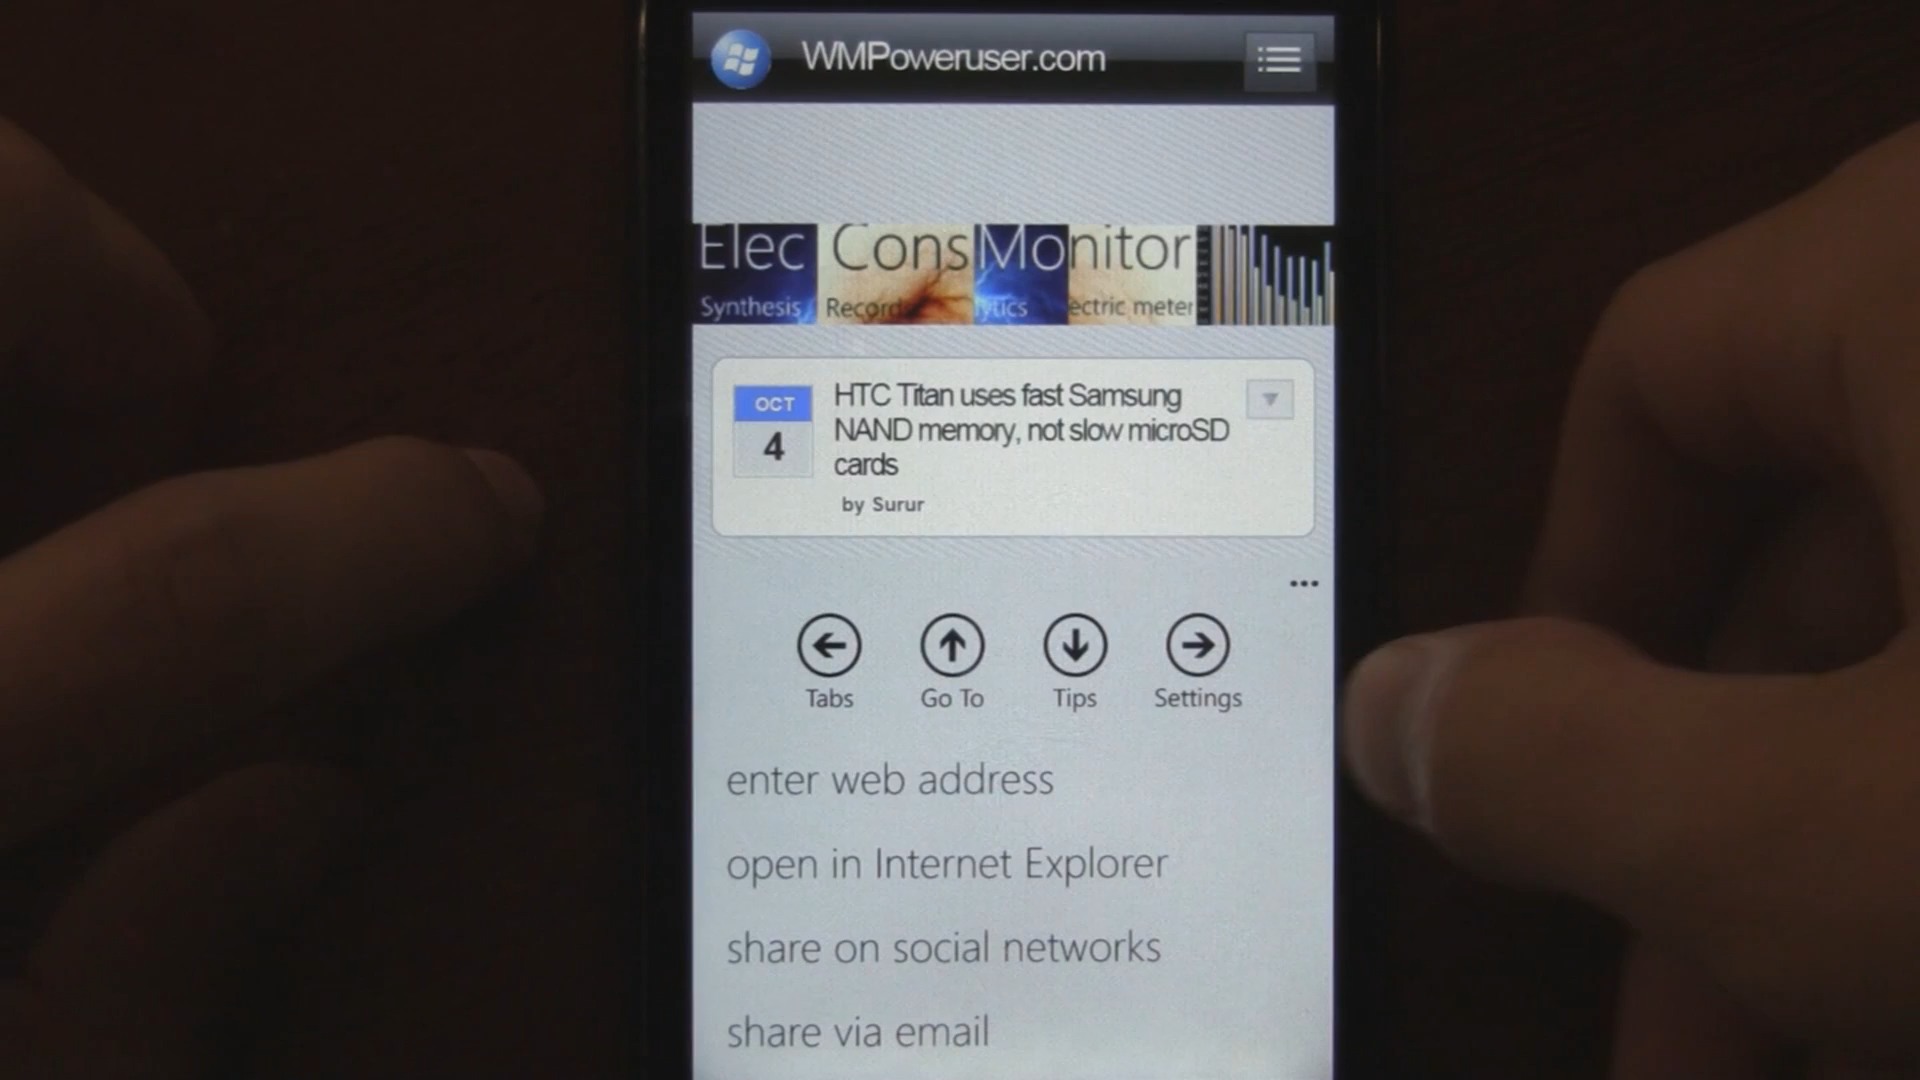 WMPoweruser.com
Elec Cons Monitor
Synthesis Record lytics ectric meter
OCT
4
HTC Titan uses fast Samsung
NAND memory, not slow microSD
cards
by Surur
...
Tabs Go To Tips Settings
enter web address
open in Internet Explorer
share on social networks
share via email